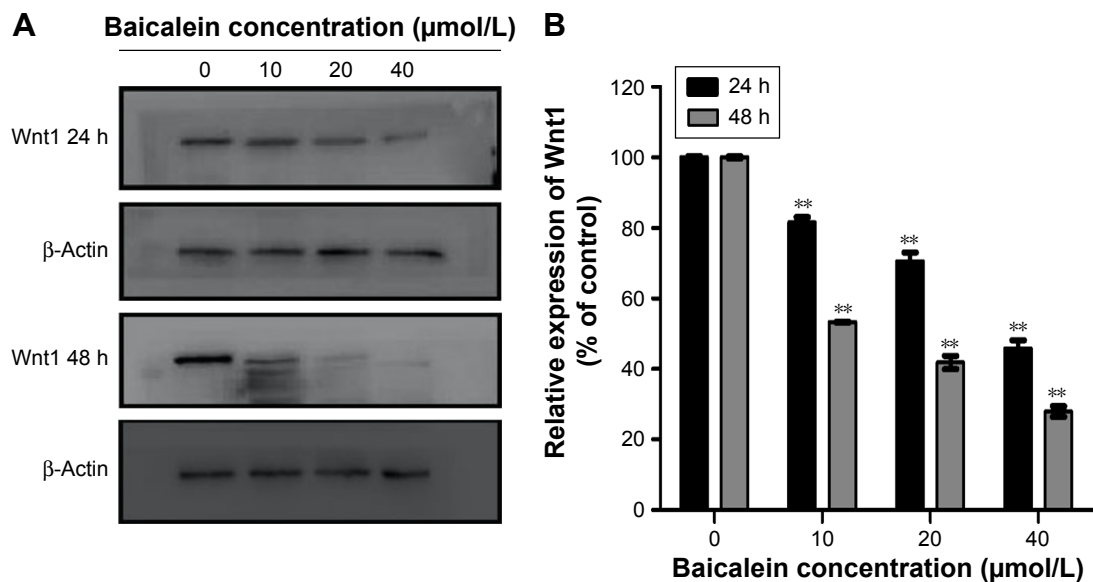 A
Baicalein concentration (µmol/L)
0 10 20 40
Wnt1 24 h
β-Actin
Wnt1 48 h
β-Actin
B
Relative expression of Wnt1
(% of control)
120
100
80
60
40
20
0
24 h
48 h
**
**
**
**
**
**
0 10 20 40
Baicalein concentration (µmol/L)